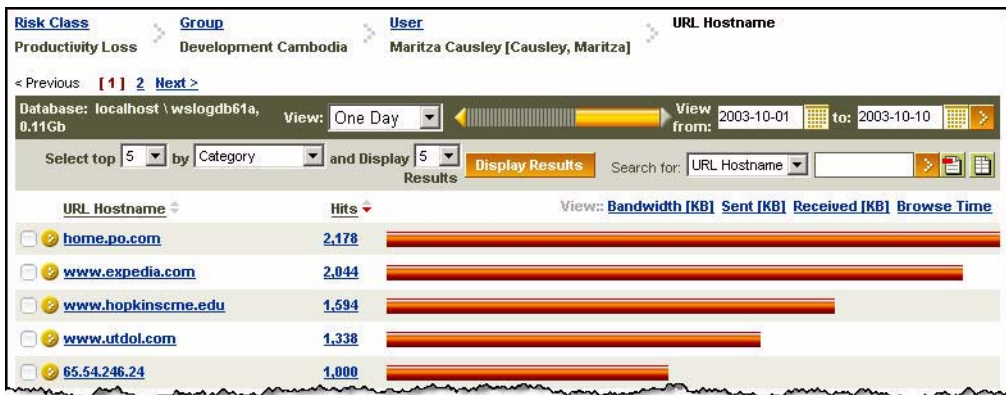 Risk Class Group User URL Hostname
Productivity Loss Development Cambodia Maritza Causley [Causley, Maritza]
< Previous [ 1 ] 2 Next >
Database: localhost \ wslogdb61a, 0.11Gb
View: One Day
View from: 2003-10-01 to: 2003-10-10
Select top 5 by Category and Display 5 Results Display Results Search for: URL Hostname
URL Hostname Hits View:: Bandwidth [KB] Sent [KB] Received [KB] Browse Time
home.po.com 2,178
www.expedia.com 2,044
www.hopkinscme.edu 1,594
www.utdol.com 1,338
65.54.246.24 1,000